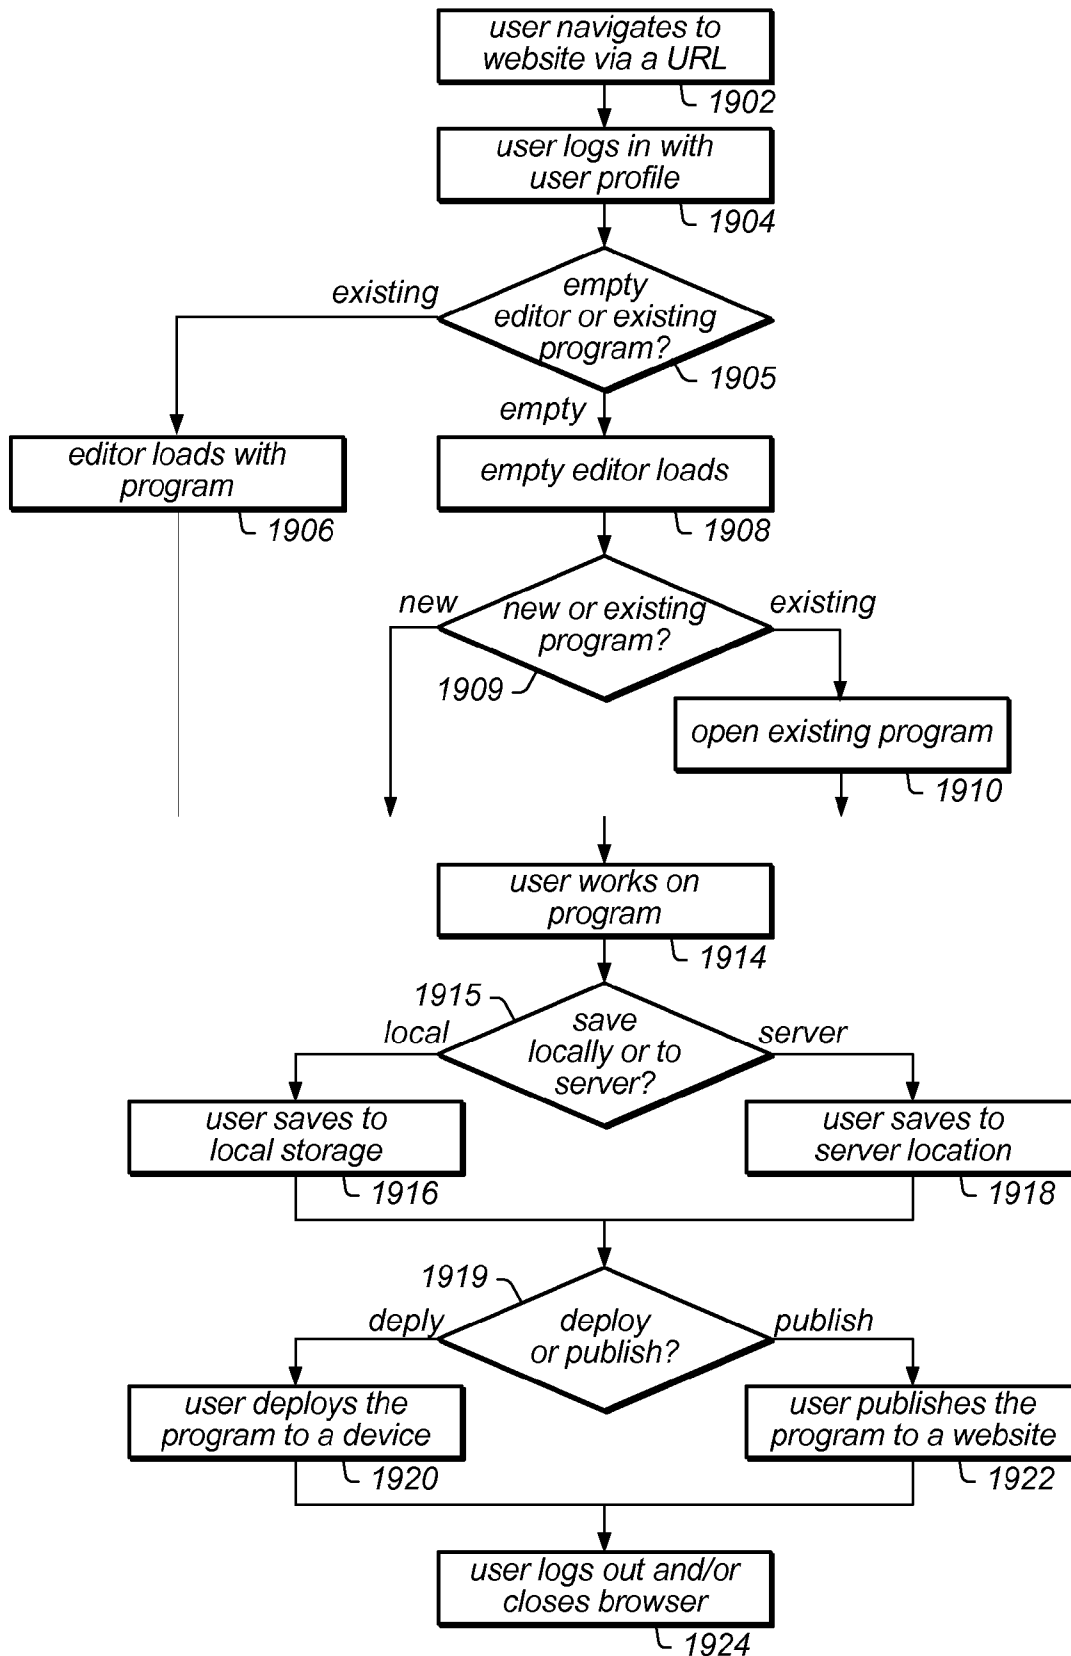 user navigates to
website via a URL
1902
user logs in with
user profile
1904
existing
empty
editor or existing
program?
1905
empty
editor loads with
program
1906
empty editor loads
1908
new
new or existing
program?
existing
1909
open existing program
1910
user works on
program
1914
1915
local
save
locally or to
server?
server
user saves to
local storage
1916
user saves to
server location
1918
1919
deply
deploy
or publish?
publish
user deploys the
program to a device
1920
user publishes the
program to a website
1922
user logs out and/or
closes browser
1924